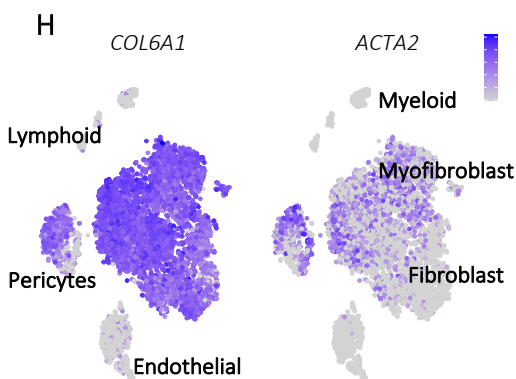 H
COL6A1
ACTA2
Myeloid
Lymphoid
Myofibroblast
Pericytes
Fibroblast
Endothelial